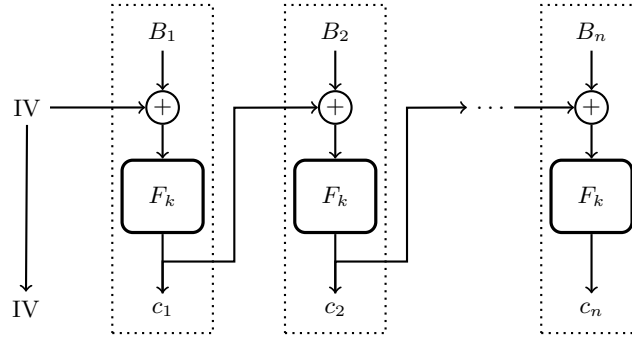 B₁ B₂ Bₙ
IV + + · · · +
Fₖ Fₖ Fₖ
IV c₁ c₂ cₙ